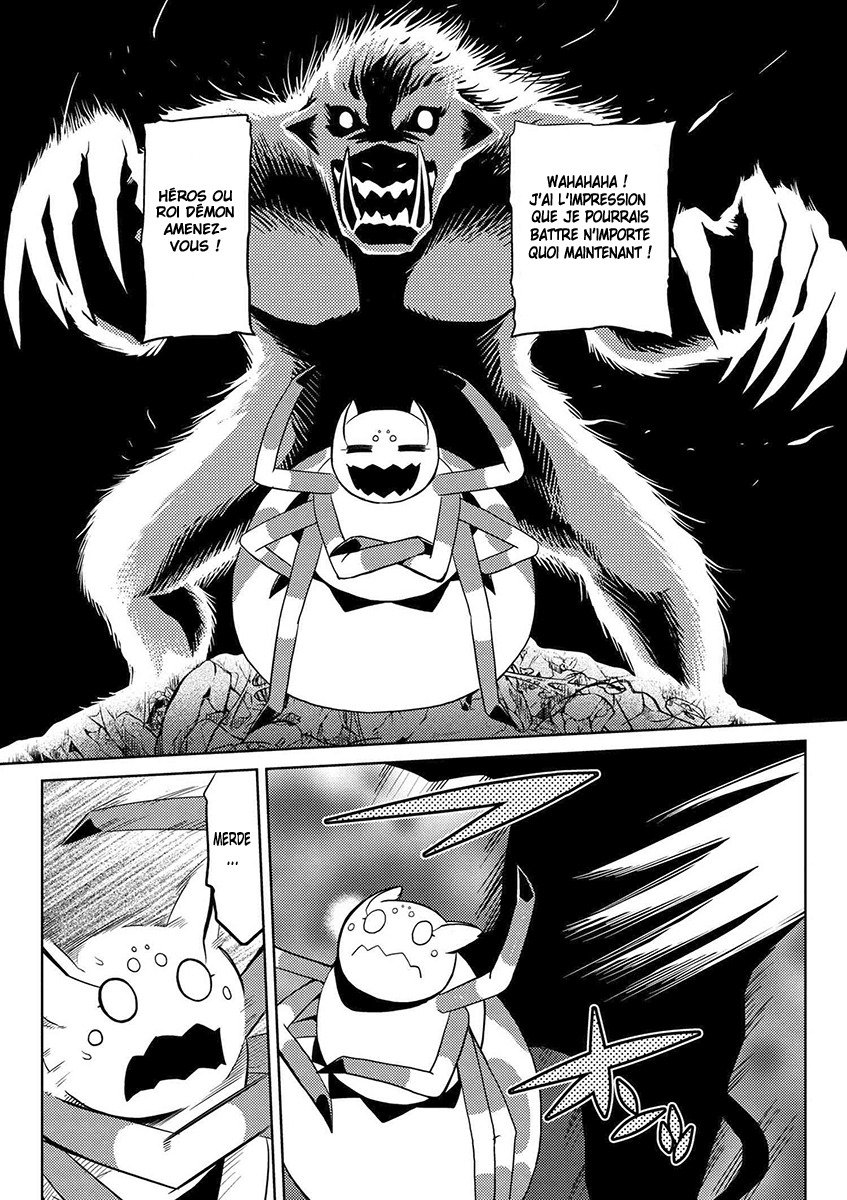 WAHAHAHA !
J'AI L'IMPRESSION
QUE JE POURRAIS
BATTRE N'IMPORTE
QUOI MAINTENANT !
HÉROS OU
ROI DÉMON
AMENEZ-
VOUS !
MERDE
...